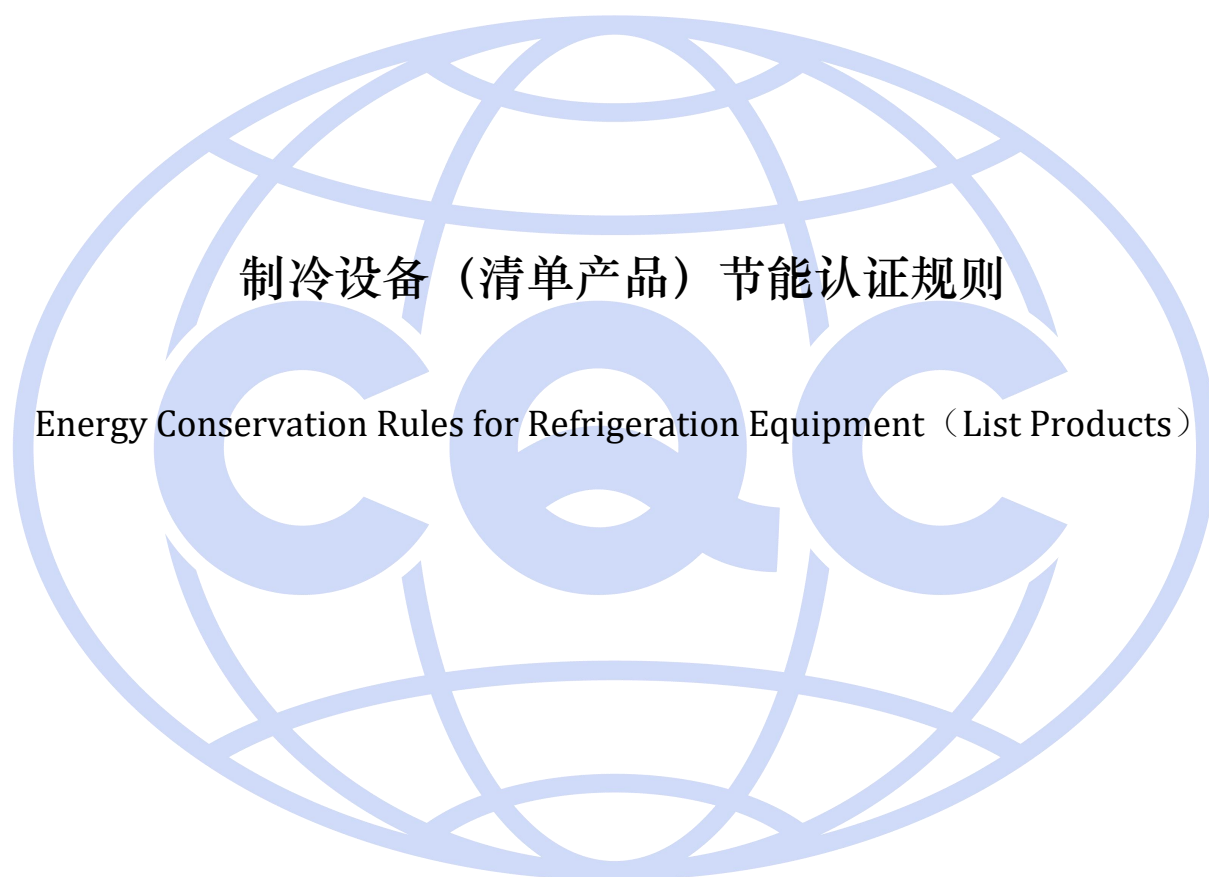 制冷设备（清单产品）节能认证规则
Energy Conservation Rules for Refrigeration Equipment（List Products）
CQC